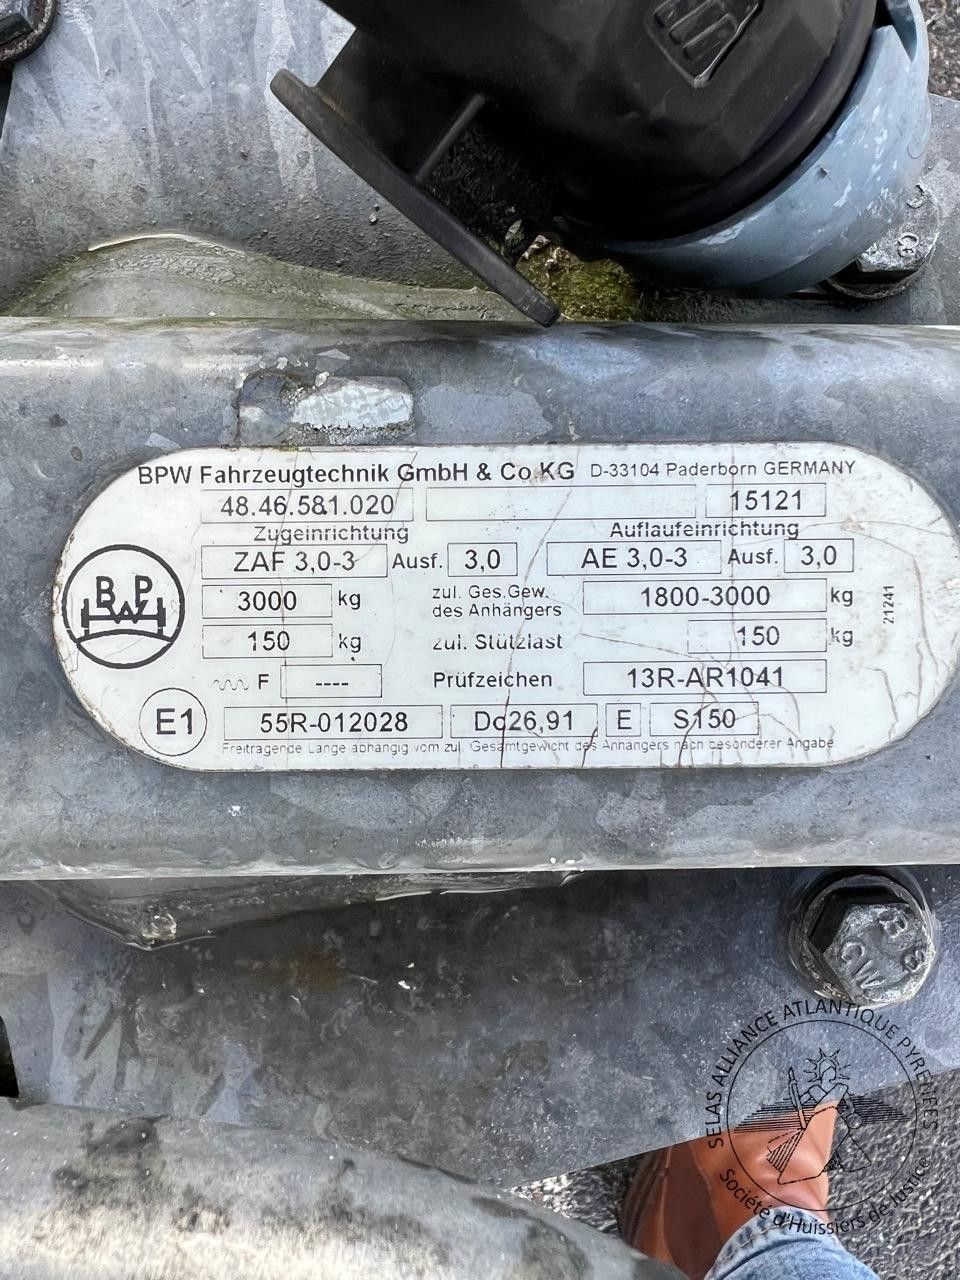 BPW Fahrzeugtechnik GmbH & Co.KG D-33104 Paderborn GERMANY
48.46.581.020 15121
Zugeinrichtung Auflaufeinrichtung
ZAF 3,0-3 Ausf. 3,0 AE 3,0-3 Ausf. 3,0
BPW
3000 kg zul. Ges.Gew. des Anhängers 1800-3000 kg
150 kg zul. Stützlast 150 kg
21241
F ---- Prüfzeichen 13R-AR1041
E1 55R-012028 Dc26,91 E S150
Freitragende Länge abhängig vom zul. Gesamtgewicht des Anhängers nach besonderer Angabe
SELAS ALLIANCE ATLANTIQUE PYRENEES
Société d'Huissiers de Justice